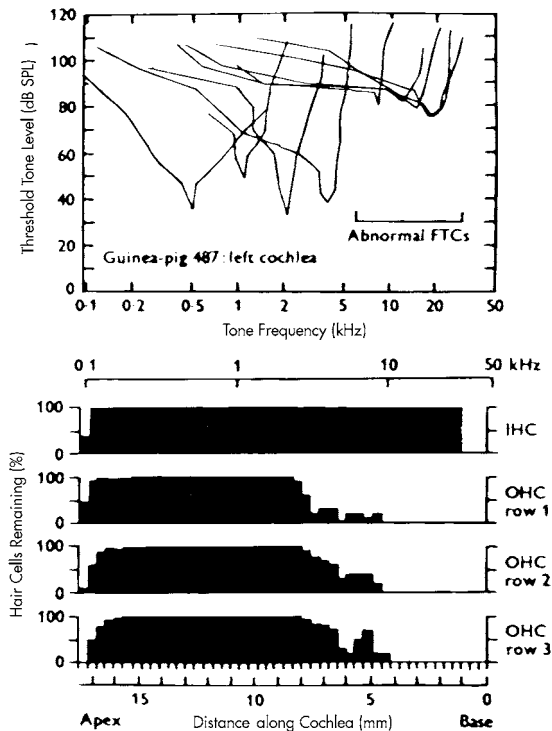 120
100
80
60
40
60
80
100
0
Threshold Tone Level (dB SPL) )
Abnormal FTCs
Guinea-pig 487: left cochlea
0·1 0·2 0·5 1 2 5 10 20 50
Tone Frequency (kHz)
0 1 1 10 50 kHz
100
0
IHC
100
0
OHC
row 1
100
0
OHC
row 2
100
0
OHC
row 3
Hair Cells Remaining (%)
15 10 5 0
Apex Distance along Cochlea (mm) Base